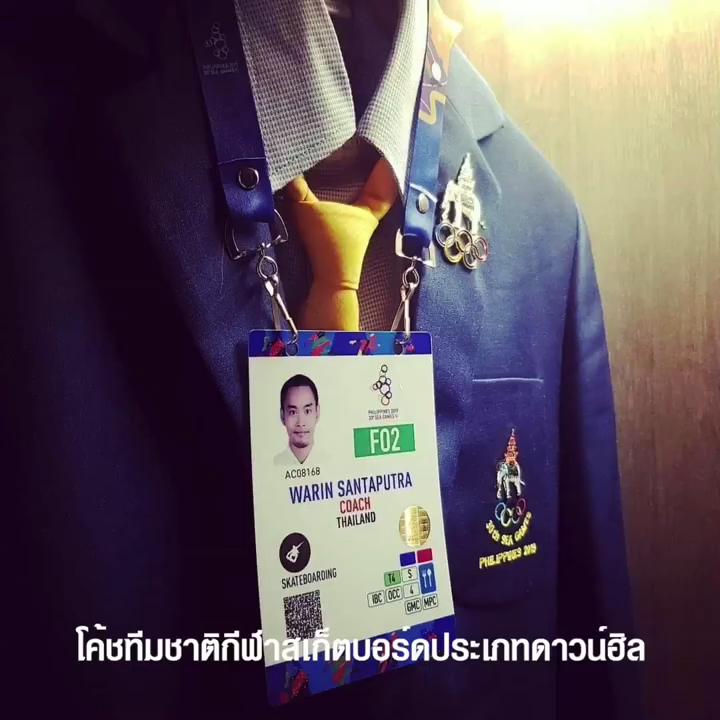 PHILIPPINES 2019
30TH SEA GAMES
F02
AC08168
WARIN SANTAPUTRA
COACH
THAILAND
SKATEBOARDING
T4 S
IBC OCC 4
GMC MPC
30th SEA GAMES
PHILIPPINES 2019
โค้ชทีมชาติกีฬาสเก็ตบอร์ดประเภทดาวน์ฮิล